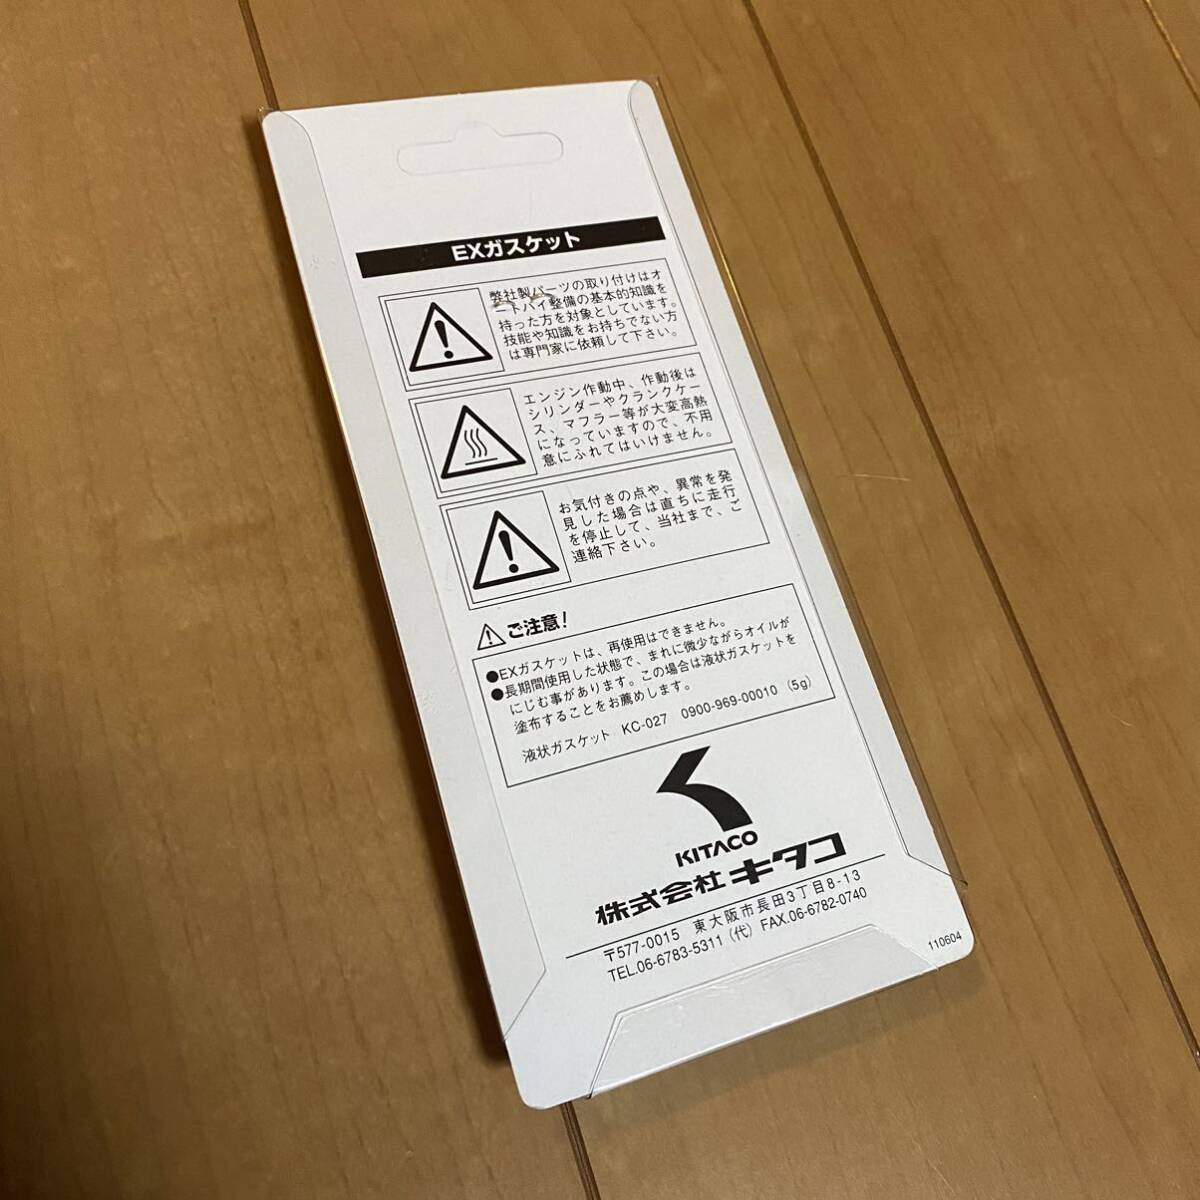 EXガスケット
弊社製パーツの取り付けはオ
ートバイ整備の基本的知識を
持った方を対象としています。
技能や知識をお持ちでない方
は専門家に依頼して下さい。
エンジン作動中、作動後は
シリンダーやクランクケー
ス、マフラー等が大変高熱
になっていますので、不用
意にふれてはいけません。
お気付きの点や、異常を発
見した場合は直ちに走行
を停止して、当社まで、ご
連絡下さい。
ご注意!
●EXガスケットは、再使用はできません。
●長期間使用した状態で、まれに微少ながらオイルが
にじむ事があります。この場合は液状ガスケットを
塗布することをお薦めします。
液状ガスケット KC-027 0900-969-00010 (5g)
KITACO
株式会社キタコ
〒577-0015 東大阪市長田3丁目8-13
TEL.06-6783-5311(代) FAX.06-6782-0740
110604